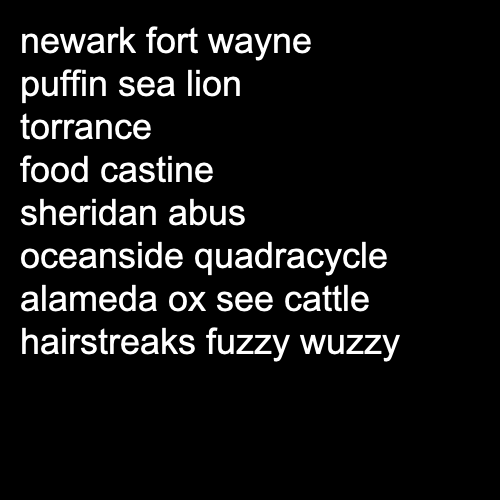 newark fort wayne
puffin sea lion
torrance
food castine
sheridan abus
oceanside quadracycle
alameda ox see cattle
hairstreaks fuzzy wuzzy